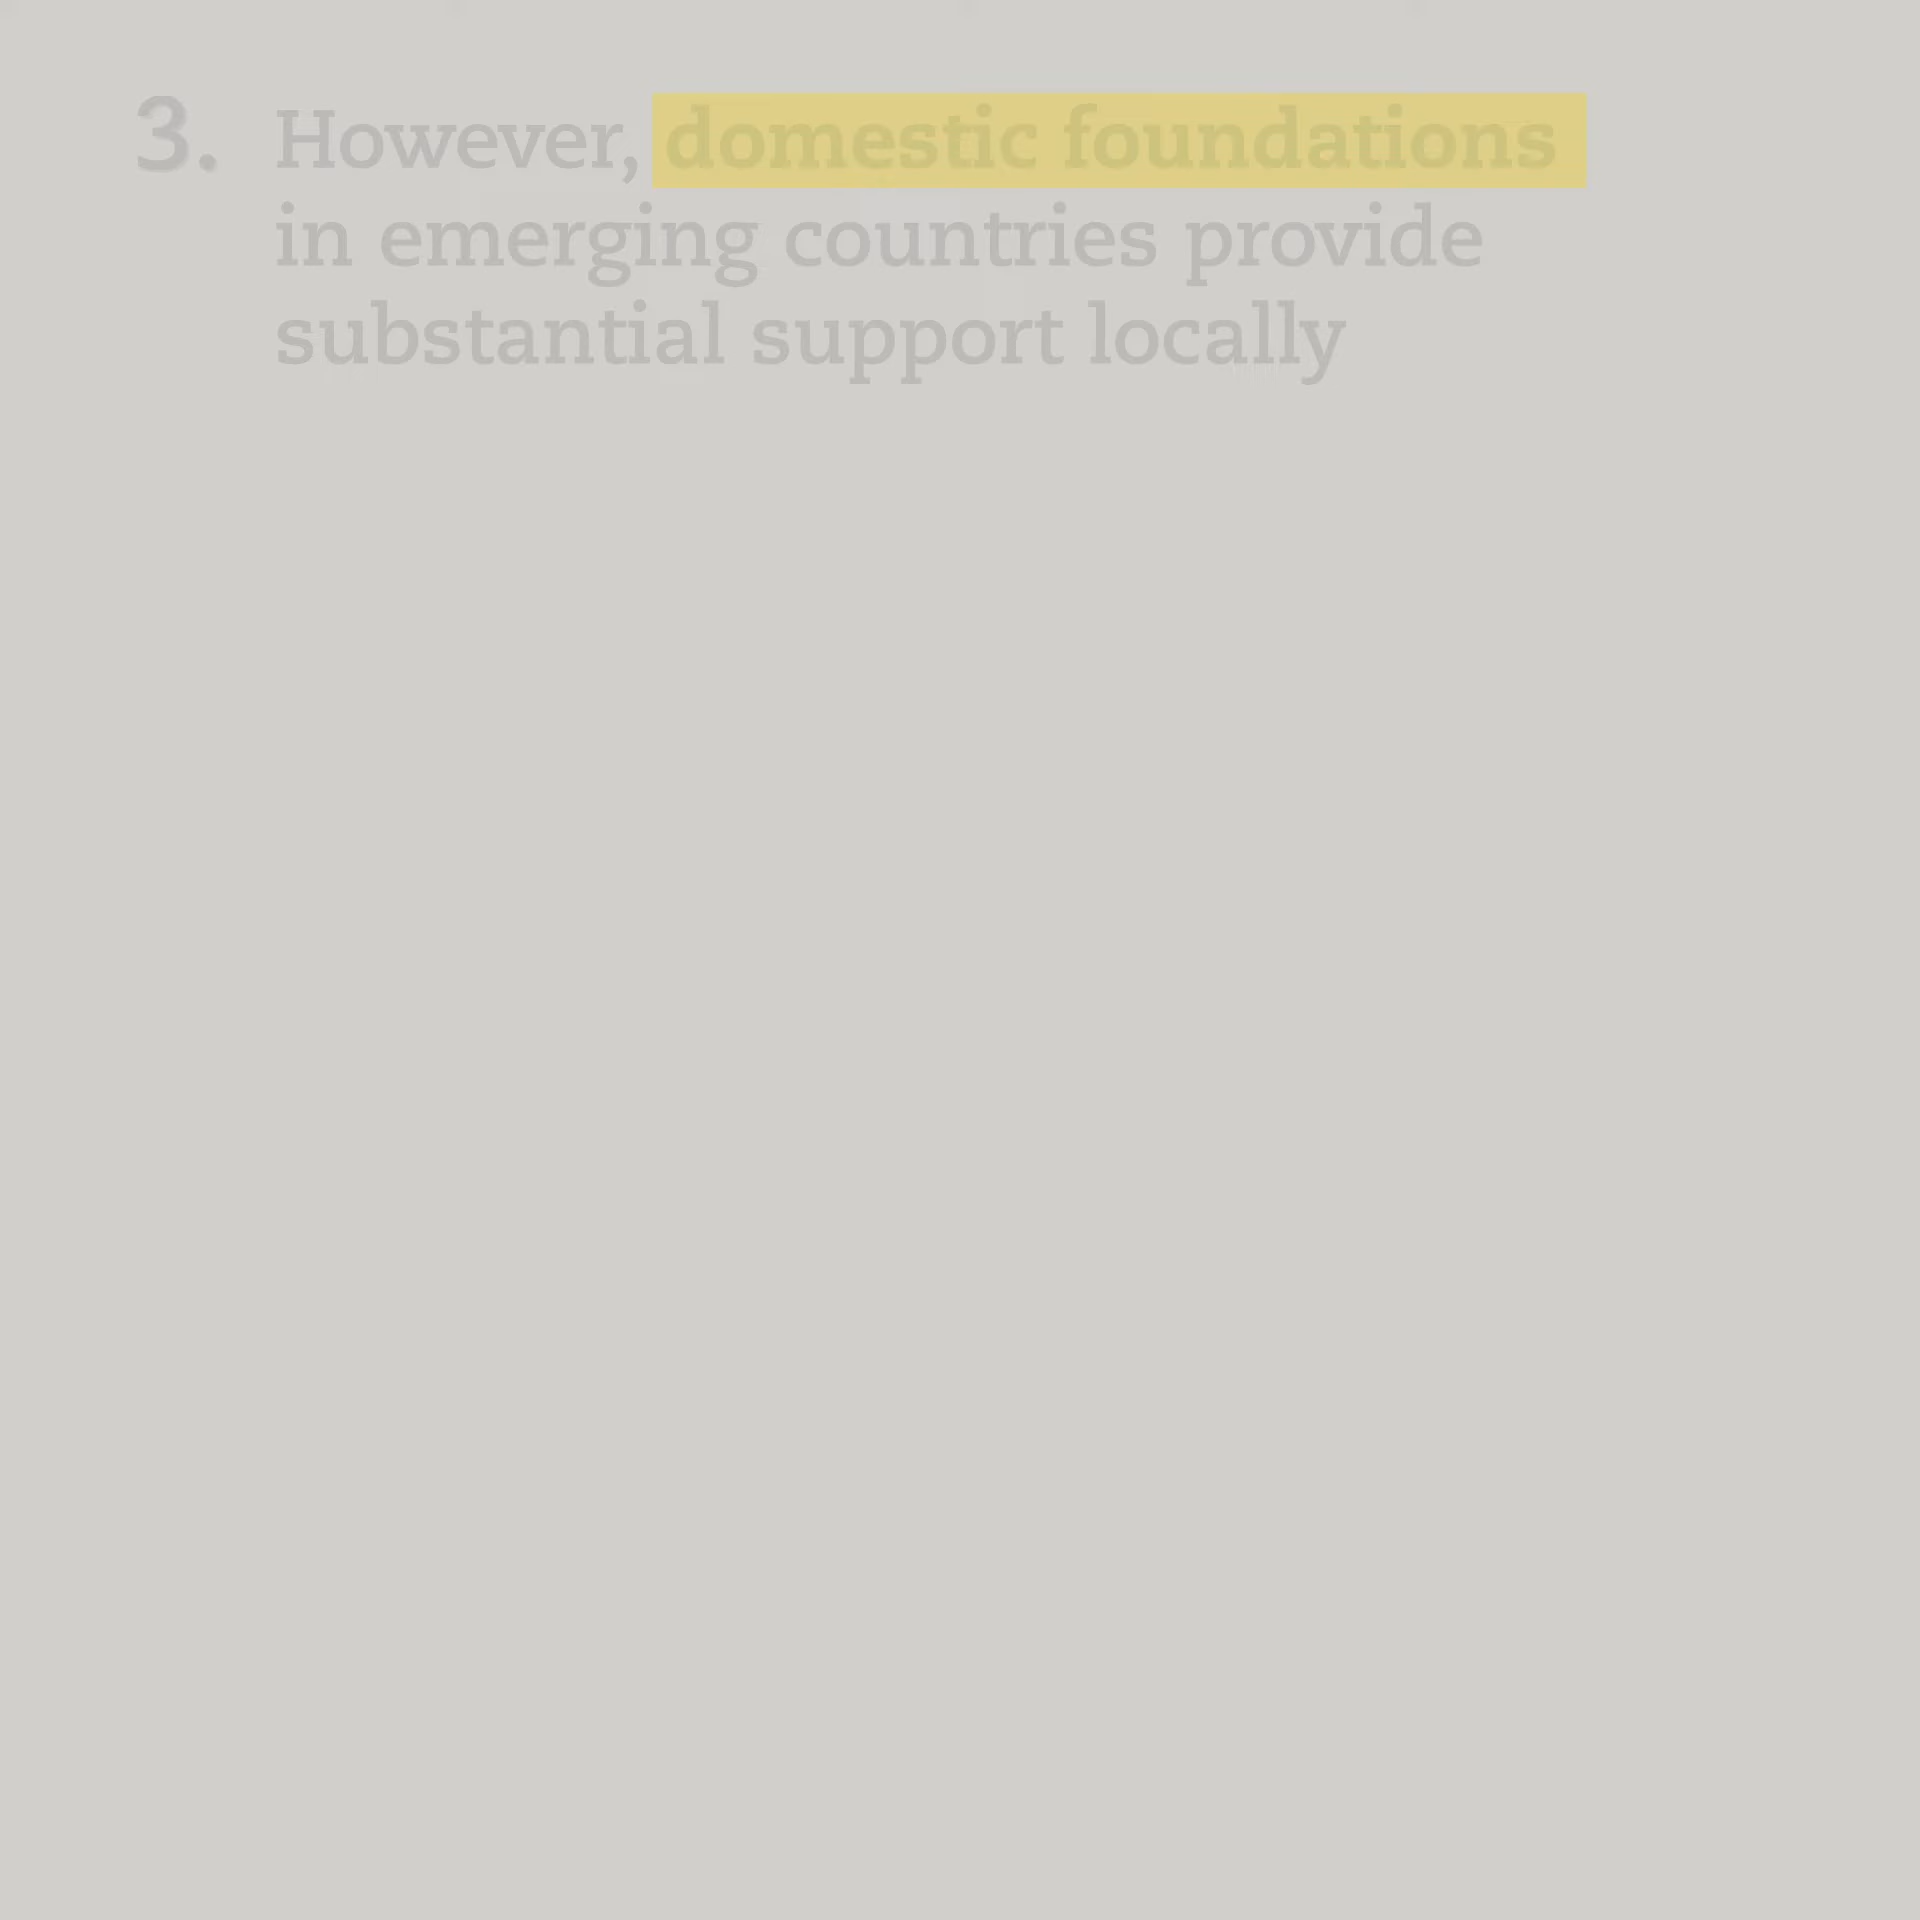 3. However, domestic foundations
in emerging countries provide
substantial support locally